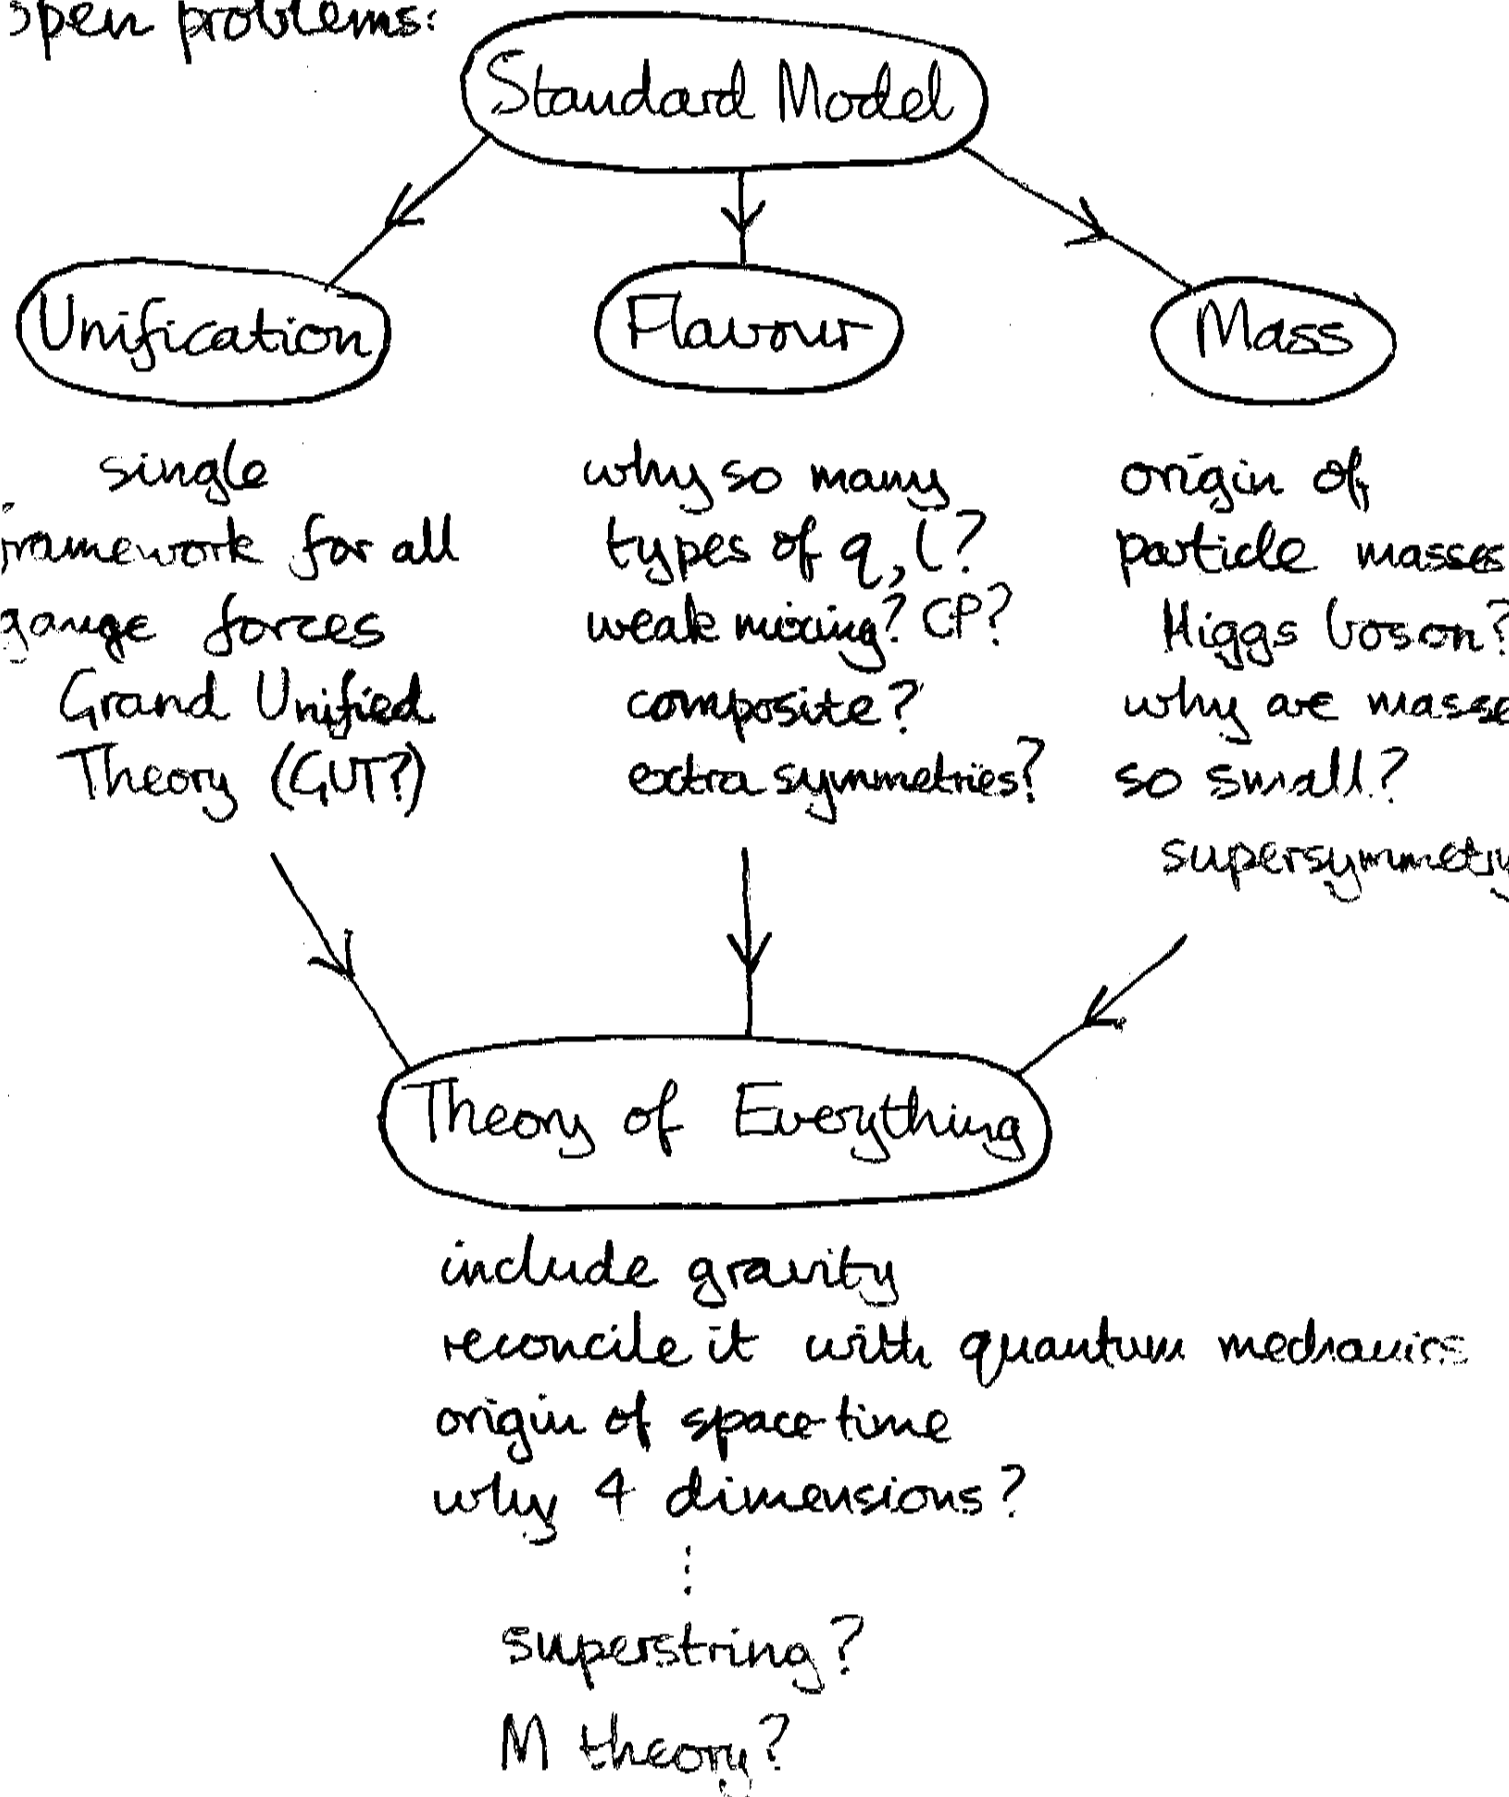 open problems:
Standard Model
Unification
Flavour
Mass
single
framework for all
gauge forces
Grand Unified
Theory (GUT?)
why so many
types of q, l?
weak mixing? CP?
composite?
extra symmetries?
origin of
particle masses
Higgs boson?
why are masse
so small?
supersymmetry
Theory of Everything
include gravity
reconcile it with quantum mechanics
origin of space-time
why 4 dimensions?
⋮
superstring?
M theory?